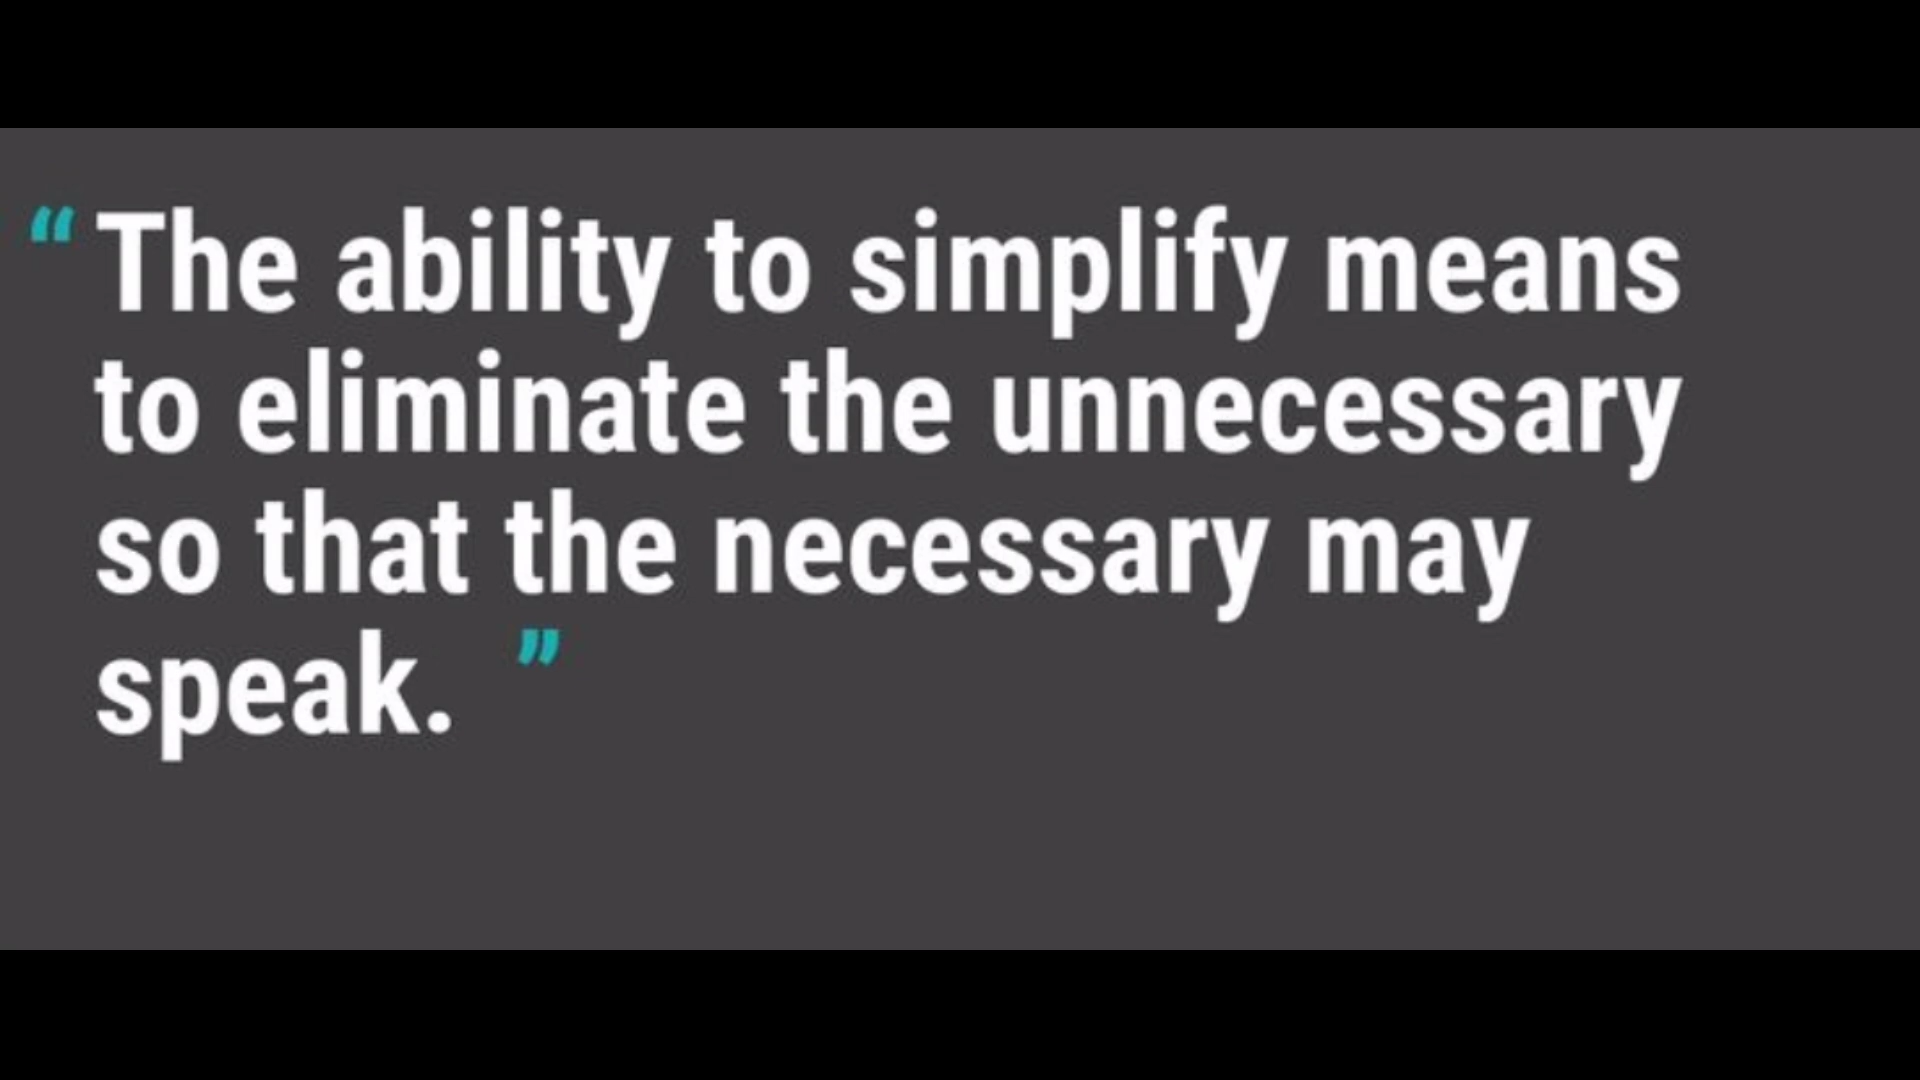 “ The ability to simplify means
to eliminate the unnecessary
so that the necessary may
speak. ”